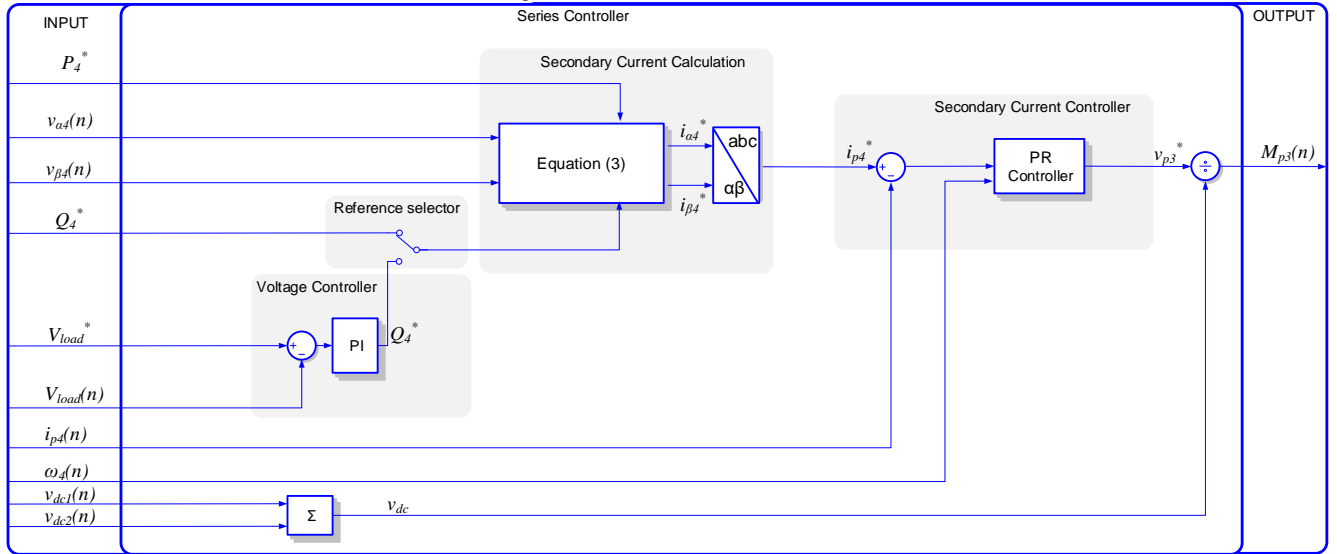 INPUT
Series Controller
OUTPUT
P4*
vα4(n)
vβ4(n)
Q4*
Vload*
Vload(n)
ip4(n)
ω4(n)
vdc1(n)
vdc2(n)
Reference selector
Voltage Controller
+
−
PI
Q4*
Σ
vdc
Secondary Current Calculation
Equation (3)
iα4*
iβ4*
abc
αβ
Secondary Current Controller
ip4*
+
−
PR
Controller
vp3*
÷
Mp3(n)